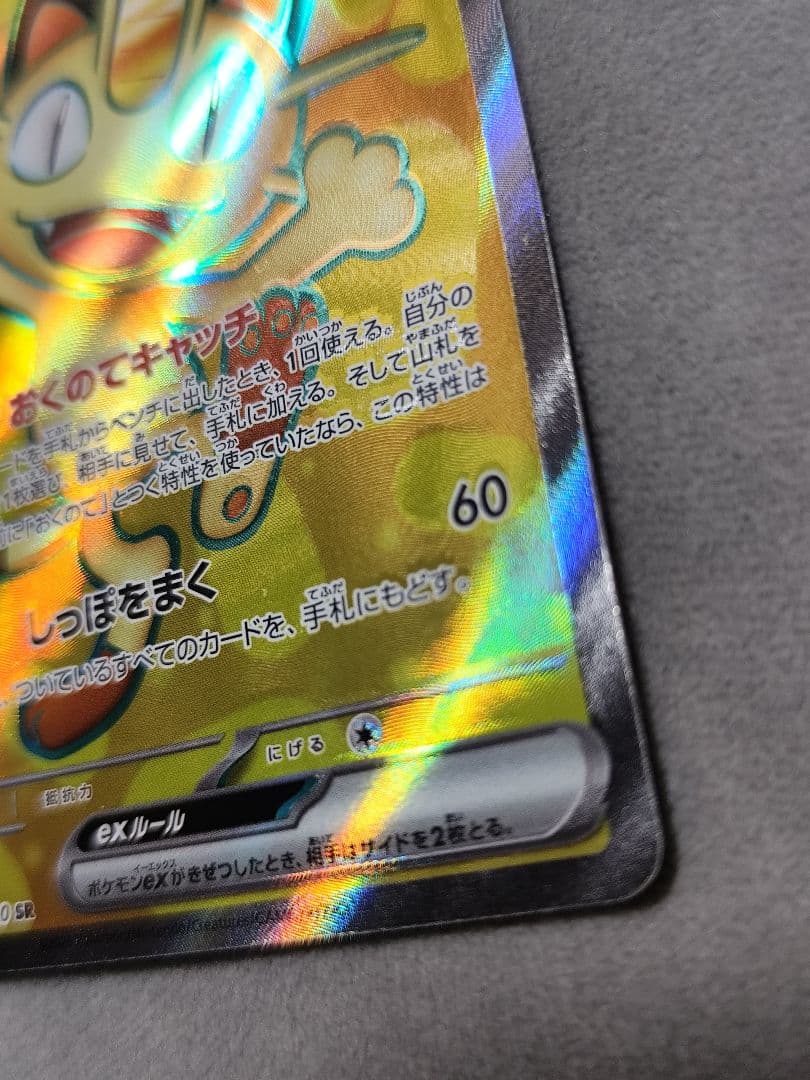 おくのてキャッチ
ードを手札からベンチに出したとき、1回使える。自分の
1枚選び、相手に見せて、手札に加える。そして山札を
前に「おくのて」とつく特性を使っていたなら、この特性は
60
しっぽをまく
、ついているすべてのカードを、手札にもどす。
にげる
抵抗力
exルール
ポケモンexがきぜつしたとき、相手はサイドを2枚とる。
0 SR